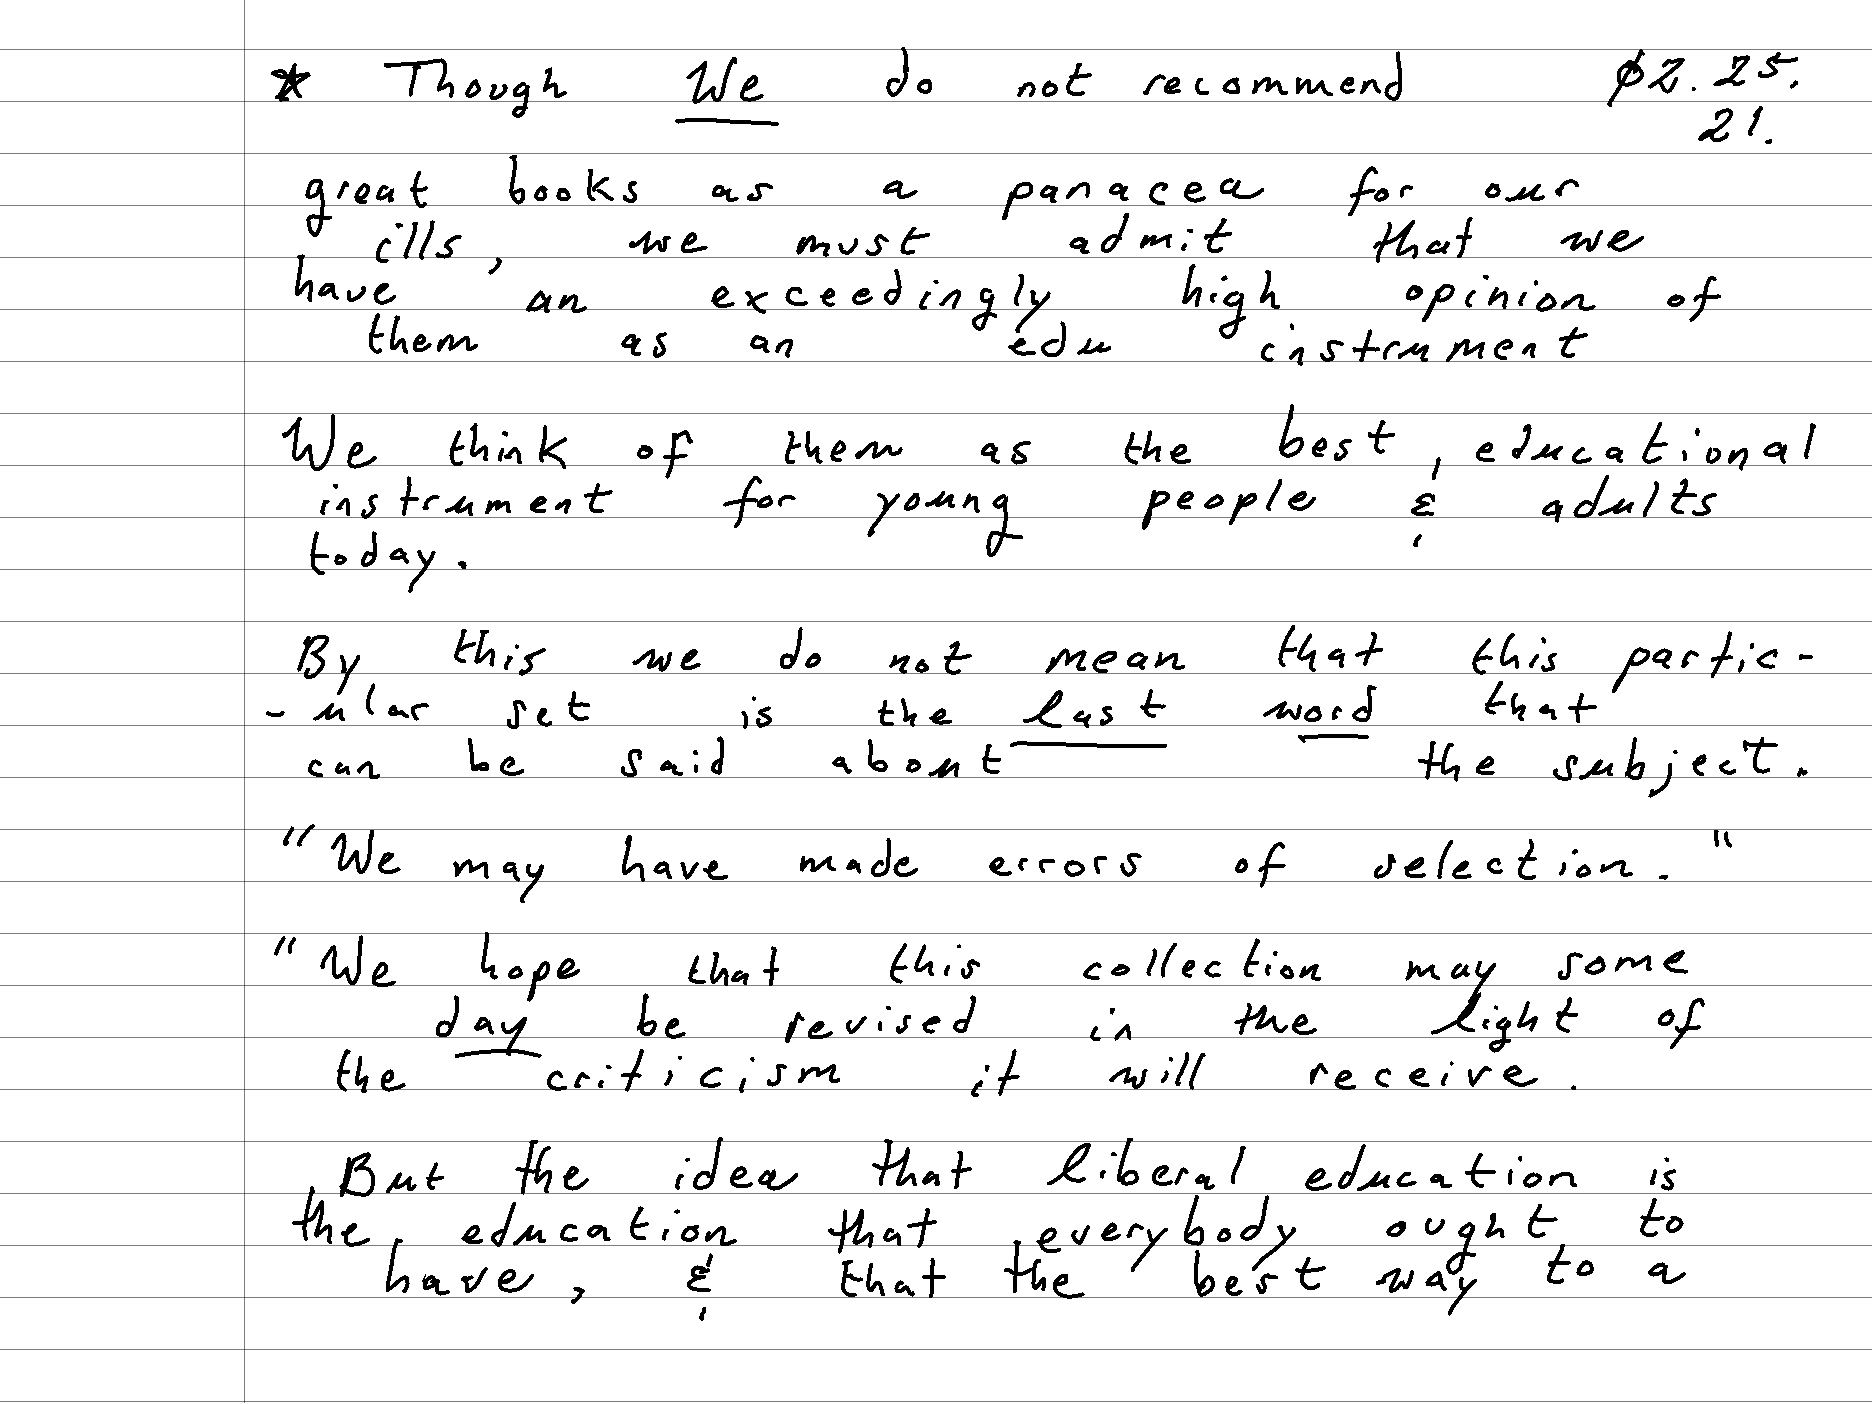 * Though We do not recommend 02.25.
21.
great books as a panacea for our
ills, we must admit that we
have an exceedingly high opinion of
them as an edu instrument
We think of them as the best, educational
instrument for young people & adults
today.
By this we do not mean that this partic-
-ular set is the last word that
can be said about the subject.
"We may have made errors of selection."
"We hope that this collection may some
day be revised in the light of
the criticism it will receive.
But the idea that liberal education is
the education that everybody ought to
have, & that the best way to a